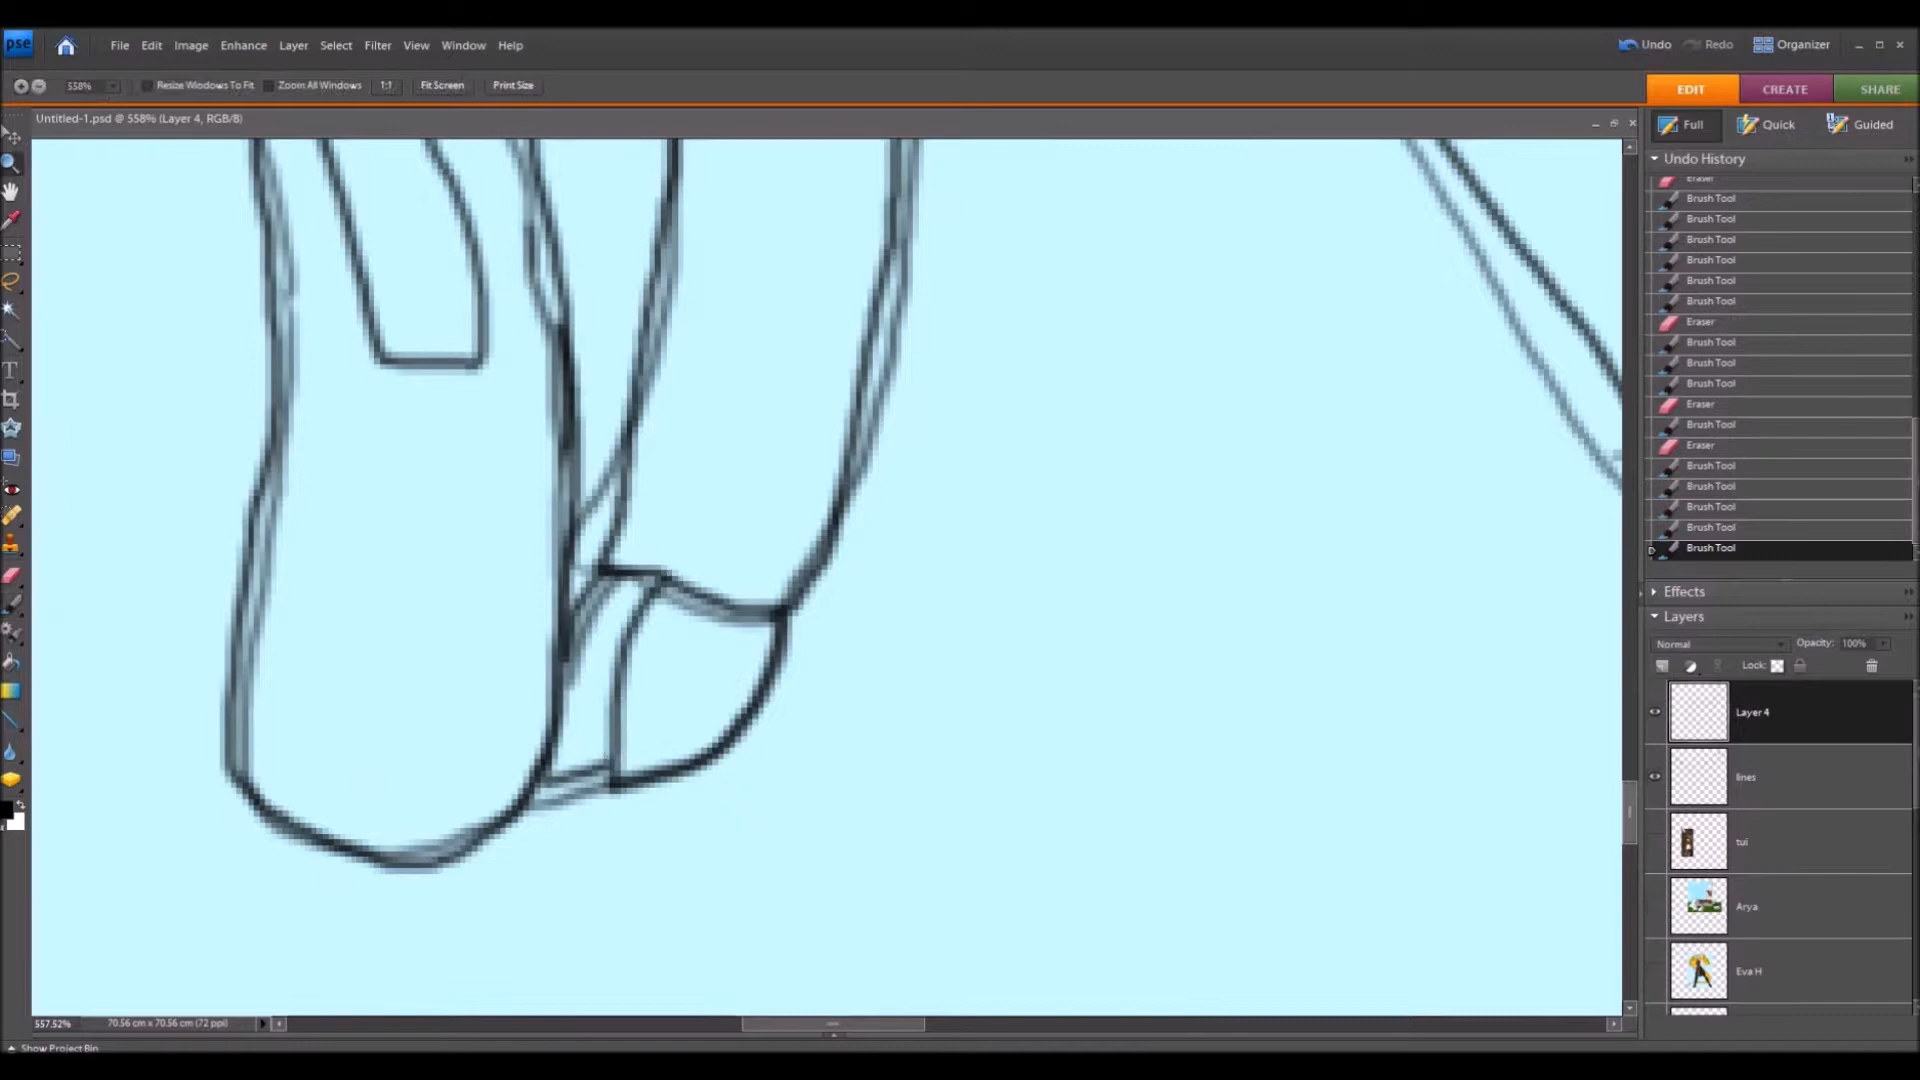 pse File Edit Image Enhance Layer Select Filter View Window Help Undo Redo Organizer
558% Resize Windows To Fit Zoom All Windows 1:1 Fit Screen Print Size EDIT CREATE SHARE
Untitled-1.psd @ 558% (Layer 4, RGB/8)
Full Quick Guided
Undo History
Eraser
Brush Tool
Brush Tool
Brush Tool
Brush Tool
Brush Tool
Brush Tool
Eraser
Brush Tool
Brush Tool
Brush Tool
Eraser
Brush Tool
Eraser
Brush Tool
Brush Tool
Brush Tool
Brush Tool
Brush Tool
Effects
Layers
Normal Opacity: 100%
Lock:
Layer 4
lines
tui
Arya
Eva H
557.52% 70.56 cm x 70.56 cm (72 ppi)
Show Project Bin